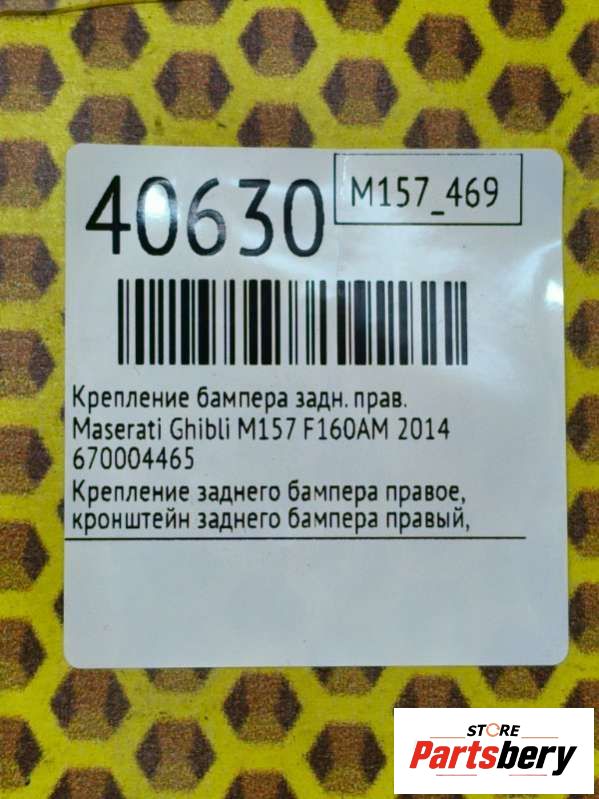 40630
M157_469
Крепление бампера задн. прав.
Maserati Ghibli M157 F160AM 2014
670004465
Крепление заднего бампера правое,
кронштейн заднего бампера правый,
STORE
Partsbery